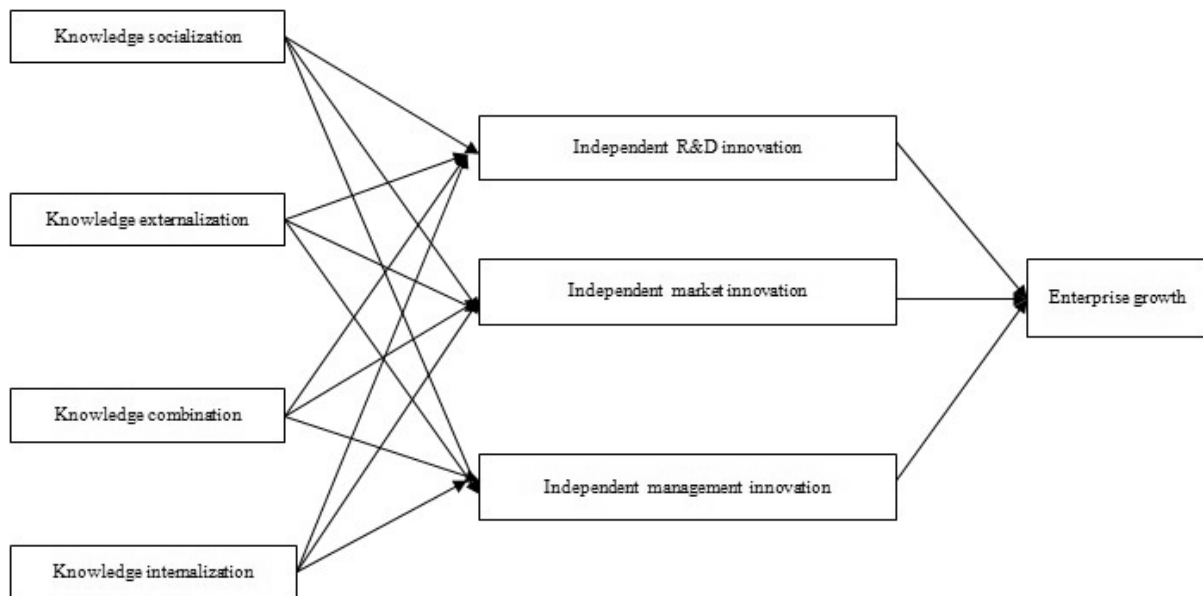 Knowledge socialization
Knowledge externalization
Knowledge combination
Knowledge internalization
Independent R&D innovation
Independent market innovation
Independent management innovation
Enterprise growth